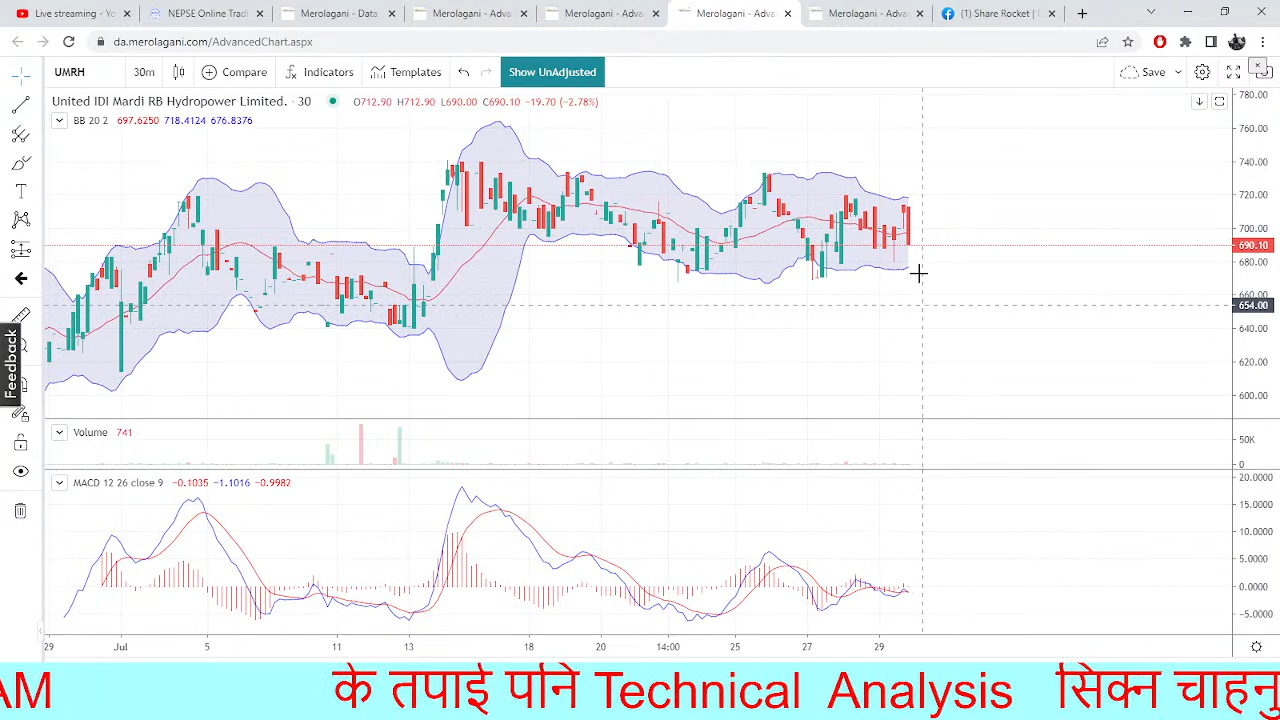 Live streaming - Yo
NEPSE Online Tra
Merolagani - Data
Merolagani - Adva
Merolagani - Adva
Merolagani - Adva
Merolagani - Adva
(1) Share Rocket |
da.merolagani.com/AdvancedChart.aspx
UMRH
30m
Compare
Indicators
Templates
Show UnAdjusted
Save
United IDI Mardi RB Hydropower Limited. · 30
O712.90 H712.90 L690.00 C690.10 −19.70 (−2.78%)
BB 20 2 697.6250 718.4124 676.8376
780.00
760.00
740.00
720.00
700.00
690.10
680.00
660.00
654.00
640.00
620.00
600.00
Feedback
Volume 741
50K
0
MACD 12 26 close 9 −0.1035 −1.1016 −0.9982
20.0000
15.0000
10.0000
5.0000
0.0000
−5.0000
29 Jul 5 11 13 18 20 14:00 25 27 29
AM के तपाई पनि Technical Analysis सिक्न चाहनु